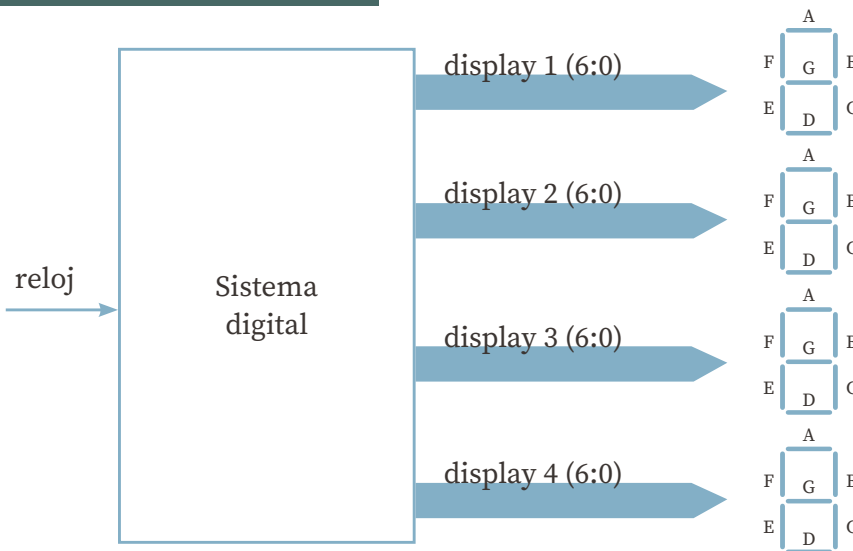 display 1 (6:0)
A
F
G
B
E
D
C
display 2 (6:0)
A
F
G
B
E
D
C
reloj
Sistema
digital
display 3 (6:0)
A
F
G
B
E
D
C
display 4 (6:0)
A
F
G
B
E
D
C